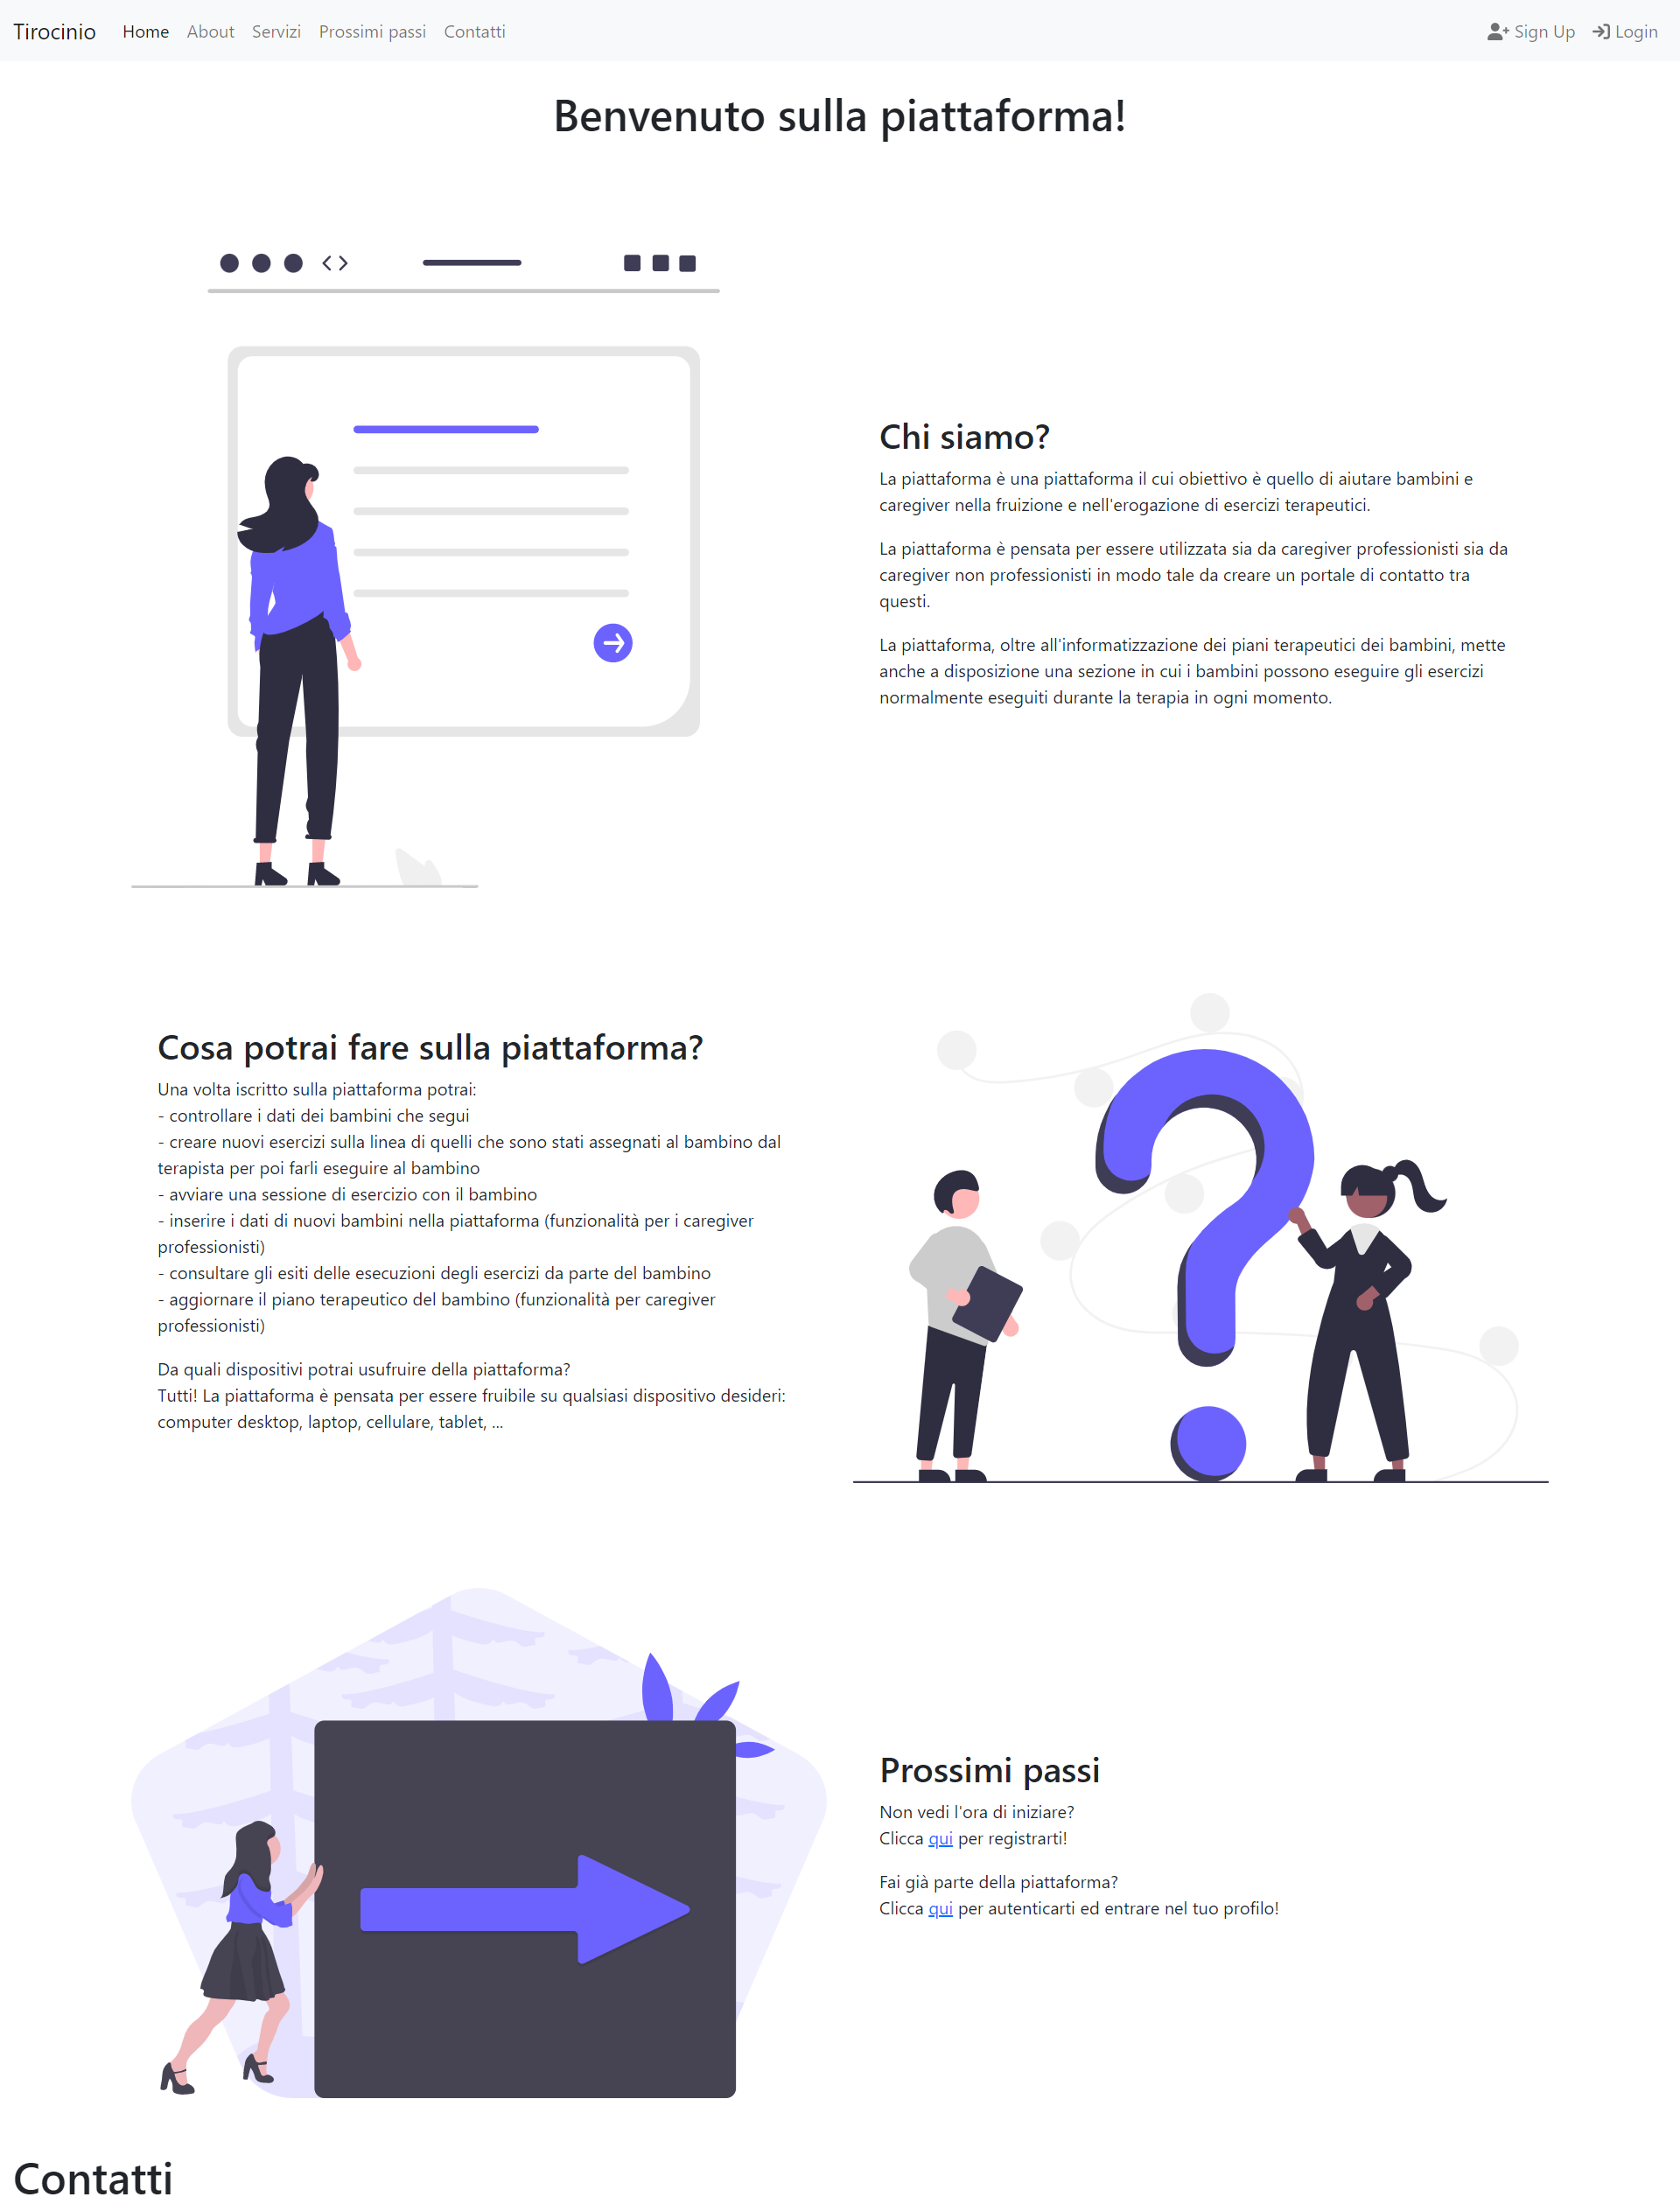 Tirocinio Home About Servizi Prossimi passi Contatti Sign Up Login
Benvenuto sulla piattaforma!
Chi siamo?
La piattaforma è una piattaforma il cui obiettivo è quello di aiutare bambini e
caregiver nella fruizione e nell'erogazione di esercizi terapeutici.
La piattaforma è pensata per essere utilizzata sia da caregiver professionisti sia da
caregiver non professionisti in modo tale da creare un portale di contatto tra
questi.
La piattaforma, oltre all'informatizzazione dei piani terapeutici dei bambini, mette
anche a disposizione una sezione in cui i bambini possono eseguire gli esercizi
normalmente eseguiti durante la terapia in ogni momento.
Cosa potrai fare sulla piattaforma?
Una volta iscritto sulla piattaforma potrai:
- controllare i dati dei bambini che segui
- creare nuovi esercizi sulla linea di quelli che sono stati assegnati al bambino dal
terapista per poi farli eseguire al bambino
- avviare una sessione di esercizio con il bambino
- inserire i dati di nuovi bambini nella piattaforma (funzionalità per i caregiver
professionisti)
- consultare gli esiti delle esecuzioni degli esercizi da parte del bambino
- aggiornare il piano terapeutico del bambino (funzionalità per caregiver
professionisti)
Da quali dispositivi potrai usufruire della piattaforma?
Tutti! La piattaforma è pensata per essere fruibile su qualsiasi dispositivo desideri:
computer desktop, laptop, cellulare, tablet, ...
Prossimi passi
Non vedi l'ora di iniziare?
Clicca qui per registrarti!
Fai già parte della piattaforma?
Clicca qui per autenticarti ed entrare nel tuo profilo!
Contatti